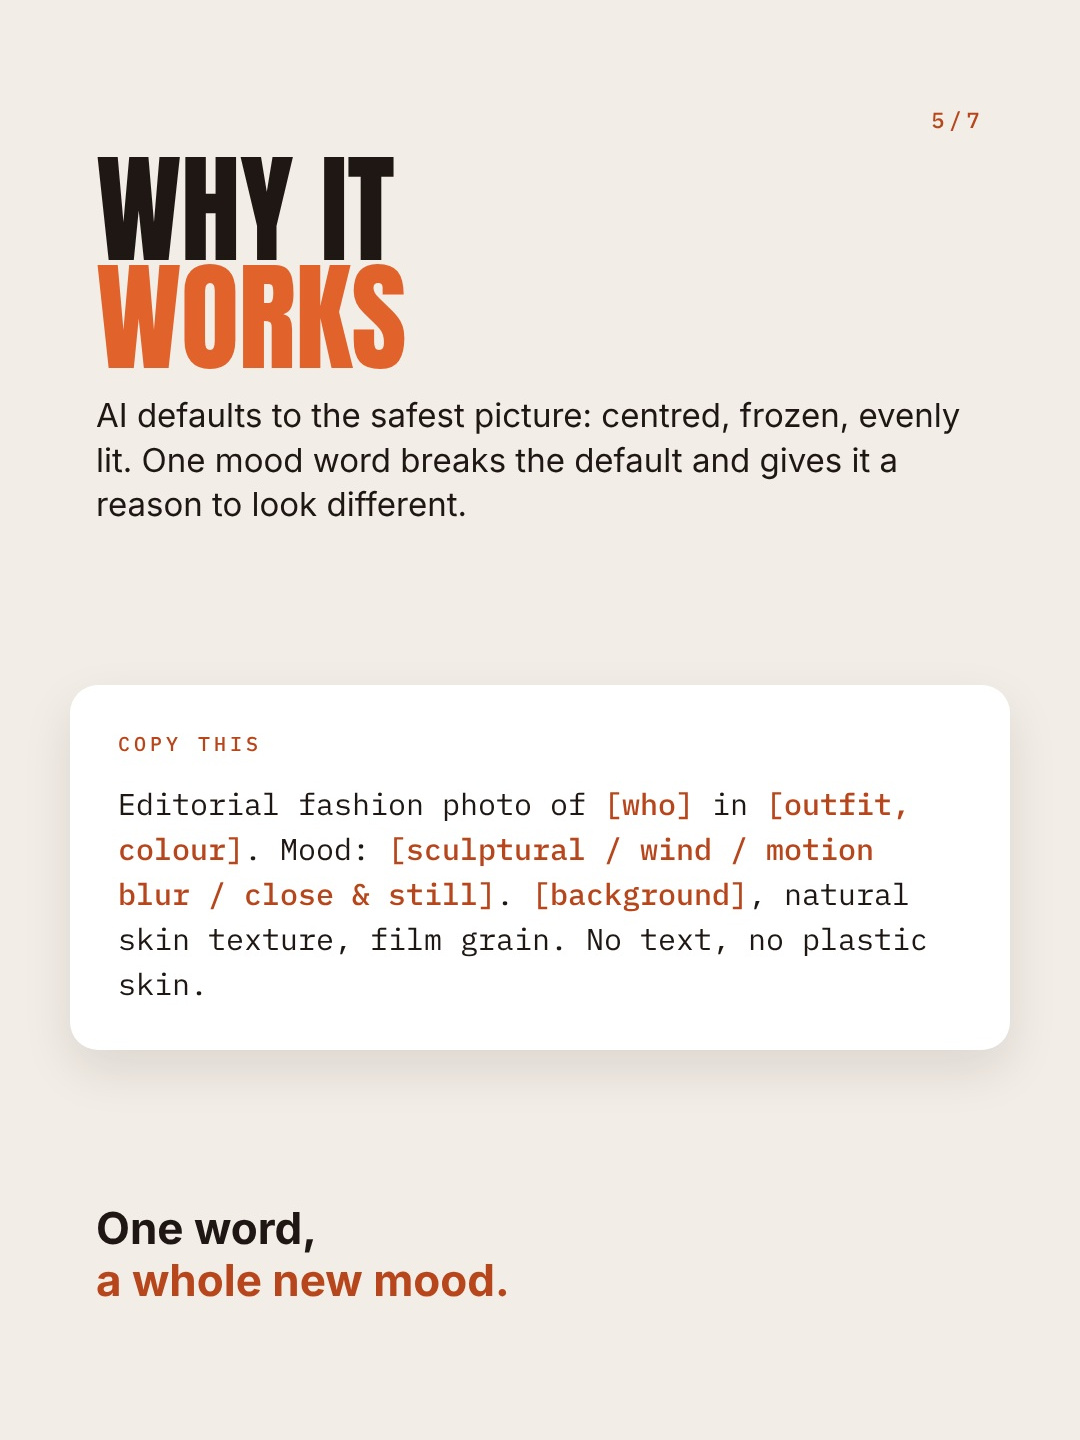 5/7
WHY IT
WORKS
AI defaults to the safest picture: centred, frozen, evenly
lit. One mood word breaks the default and gives it a
reason to look different.
COPY THIS
Editorial fashion photo of [who] in [outfit,
colour]. Mood: [sculptural / wind / motion
blur / close & still]. [background], natural
skin texture, film grain. No text, no plastic
skin.
One word,
a whole new mood.